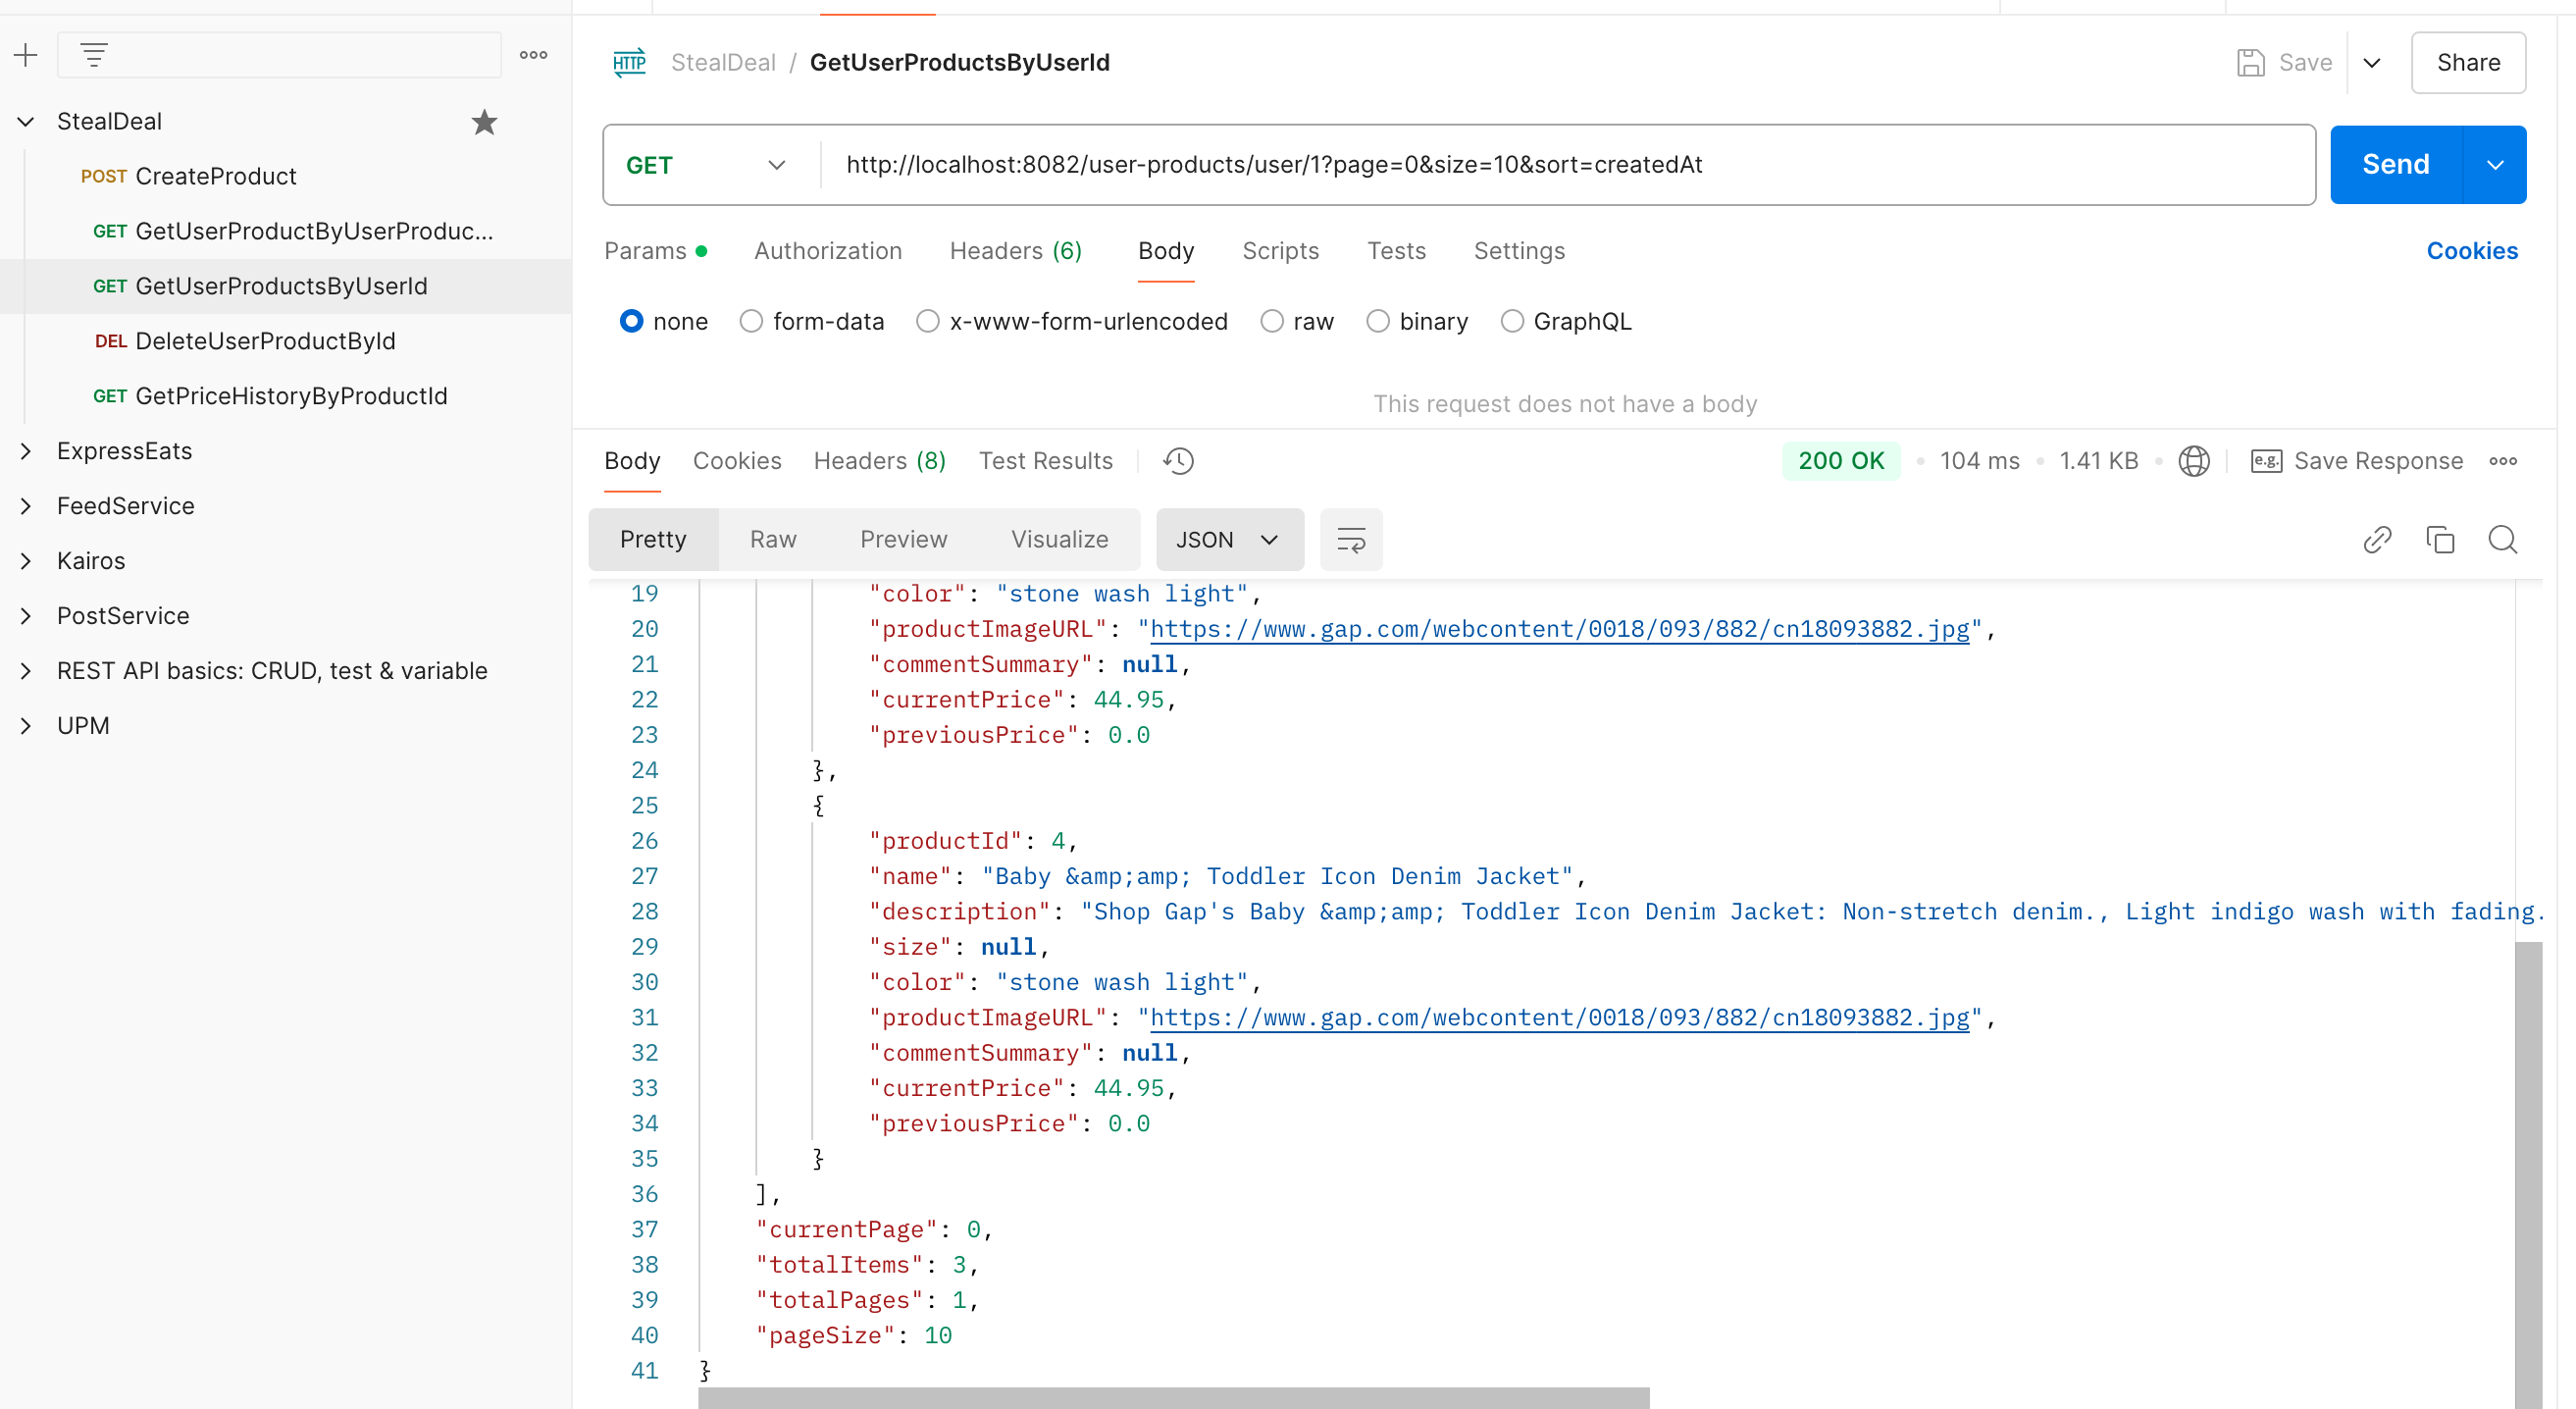 StealDeal
POST CreateProduct
GET GetUserProductByUserProduc...
GET GetUserProductsByUserId
DEL DeleteUserProductById
GET GetPriceHistoryByProductId
ExpressEats
FeedService
Kairos
PostService
REST API basics: CRUD, test & variable
UPM
HTTP StealDeal / GetUserProductsByUserId
Save
Share
GET http://localhost:8082/user-products/user/1?page=0&size=10&sort=createdAt
Send
Params Authorization Headers (6) Body Scripts Tests Settings Cookies
none form-data x-www-form-urlencoded raw binary GraphQL
This request does not have a body
Body Cookies Headers (8) Test Results 200 OK 104 ms 1.41 KB e.g. Save Response
Pretty Raw Preview Visualize JSON
19 "color": "stone wash light",
20 "productImageURL": "https://www.gap.com/webcontent/0018/093/882/cn18093882.jpg",
21 "commentSummary": null,
22 "currentPrice": 44.95,
23 "previousPrice": 0.0
24 },
25 {
26 "productId": 4,
27 "name": "Baby &amp;amp; Toddler Icon Denim Jacket",
28 "description": "Shop Gap's Baby &amp;amp; Toddler Icon Denim Jacket: Non-stretch denim., Light indigo wash with fading.
29 "size": null,
30 "color": "stone wash light",
31 "productImageURL": "https://www.gap.com/webcontent/0018/093/882/cn18093882.jpg",
32 "commentSummary": null,
33 "currentPrice": 44.95,
34 "previousPrice": 0.0
35 }
36 ],
37 "currentPage": 0,
38 "totalItems": 3,
39 "totalPages": 1,
40 "pageSize": 10
41 }